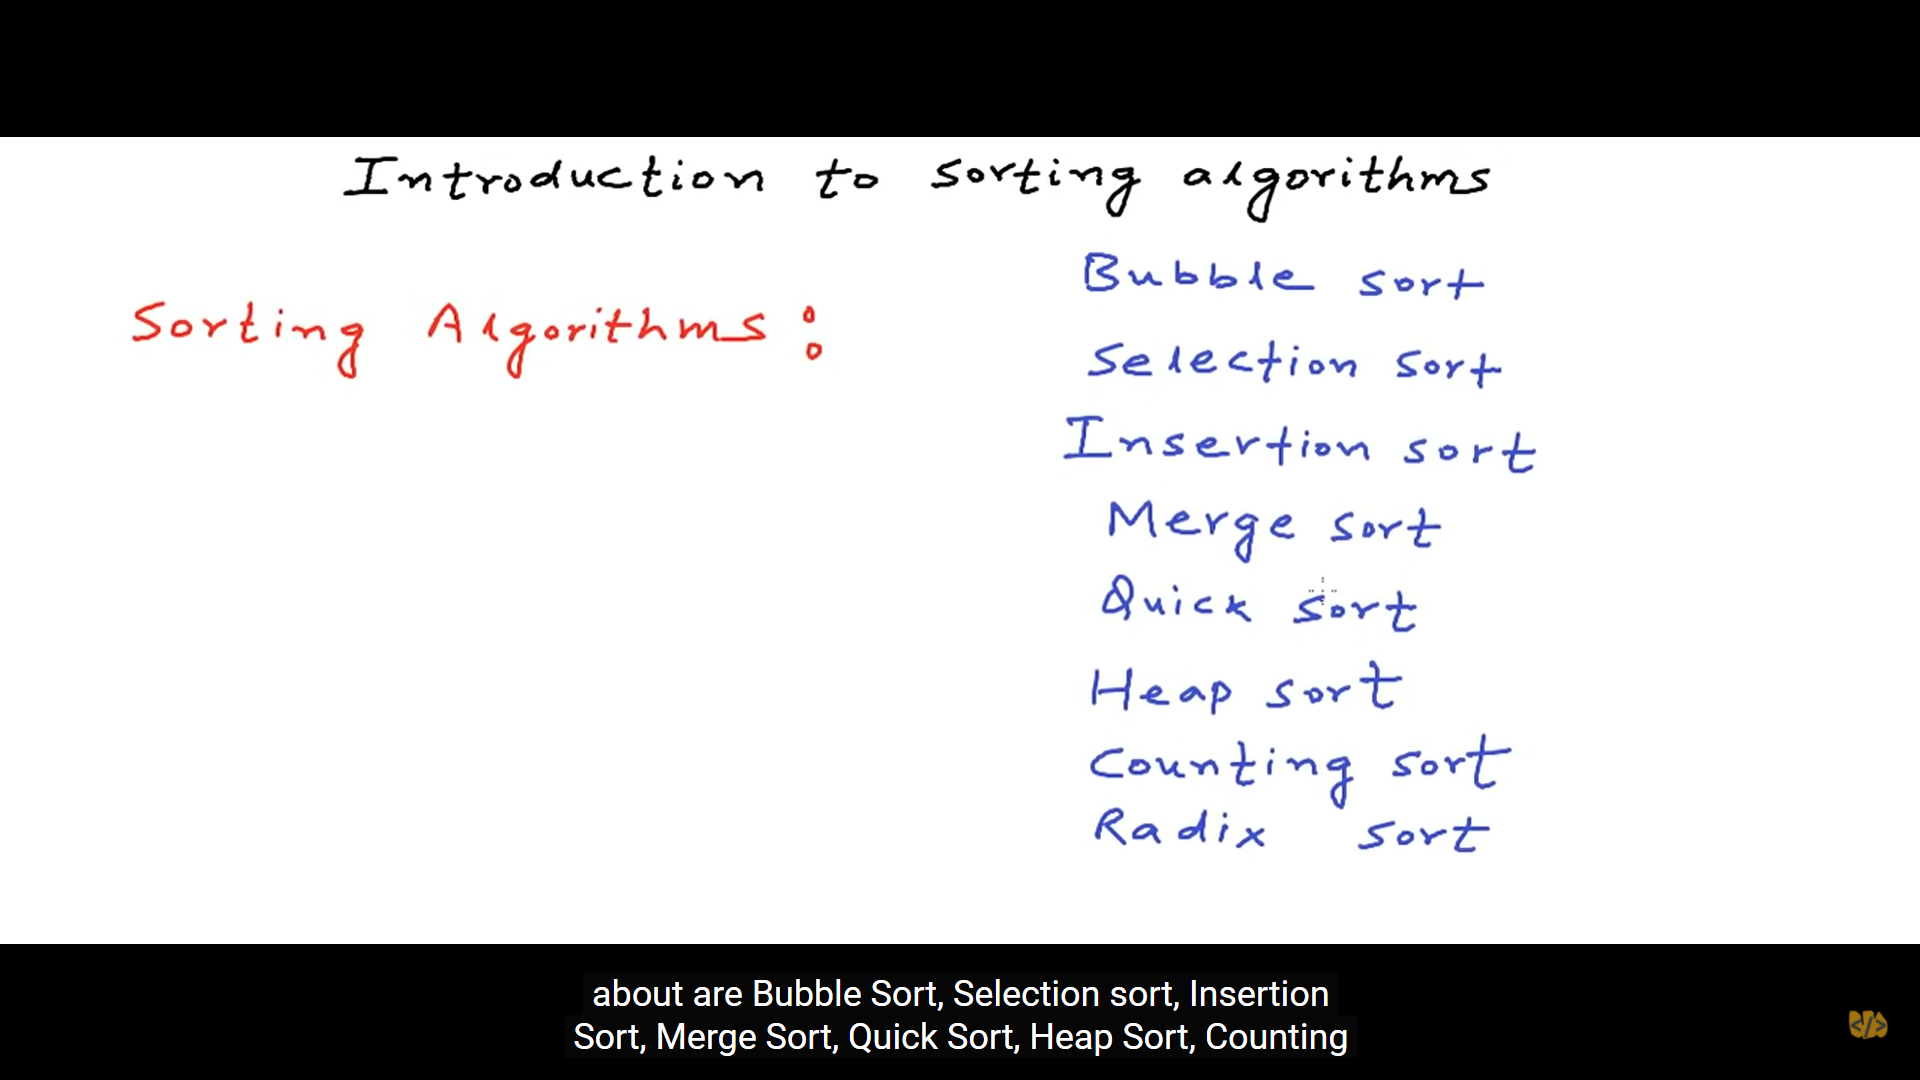 Introduction to sorting algorithms
Sorting Algorithms :
Bubble sort
Selection sort
Insertion sort
Merge sort
Quick sort
Heap sort
Counting sort
Radix sort
about are Bubble Sort, Selection sort, Insertion
Sort, Merge Sort, Quick Sort, Heap Sort, Counting